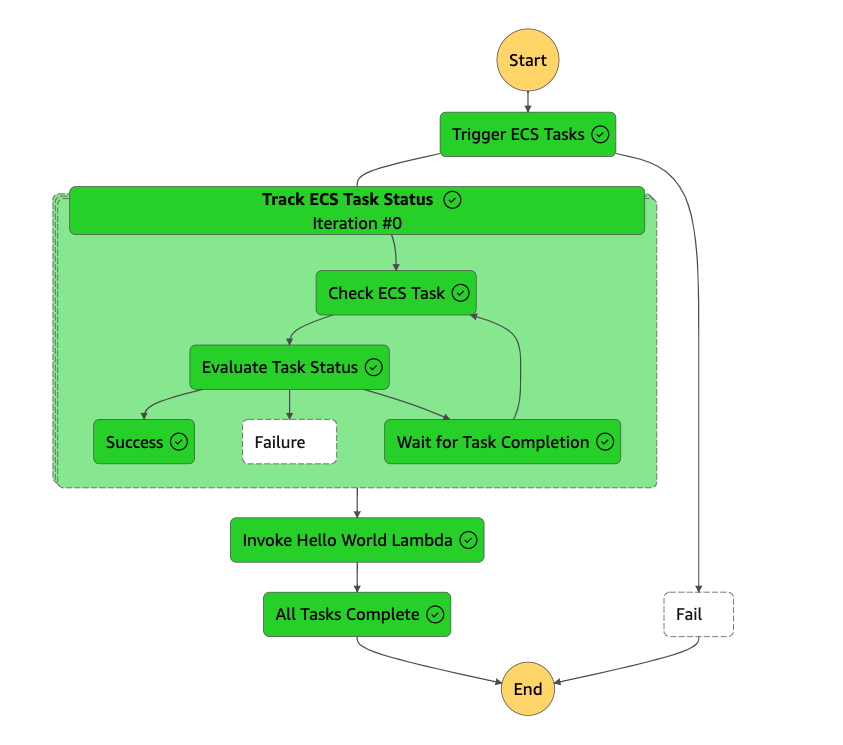 Start
Trigger ECS Tasks
Track ECS Task Status
Iteration #0
Check ECS Task
Evaluate Task Status
Success
Failure
Wait for Task Completion
Invoke Hello World Lambda
All Tasks Complete
Fail
End